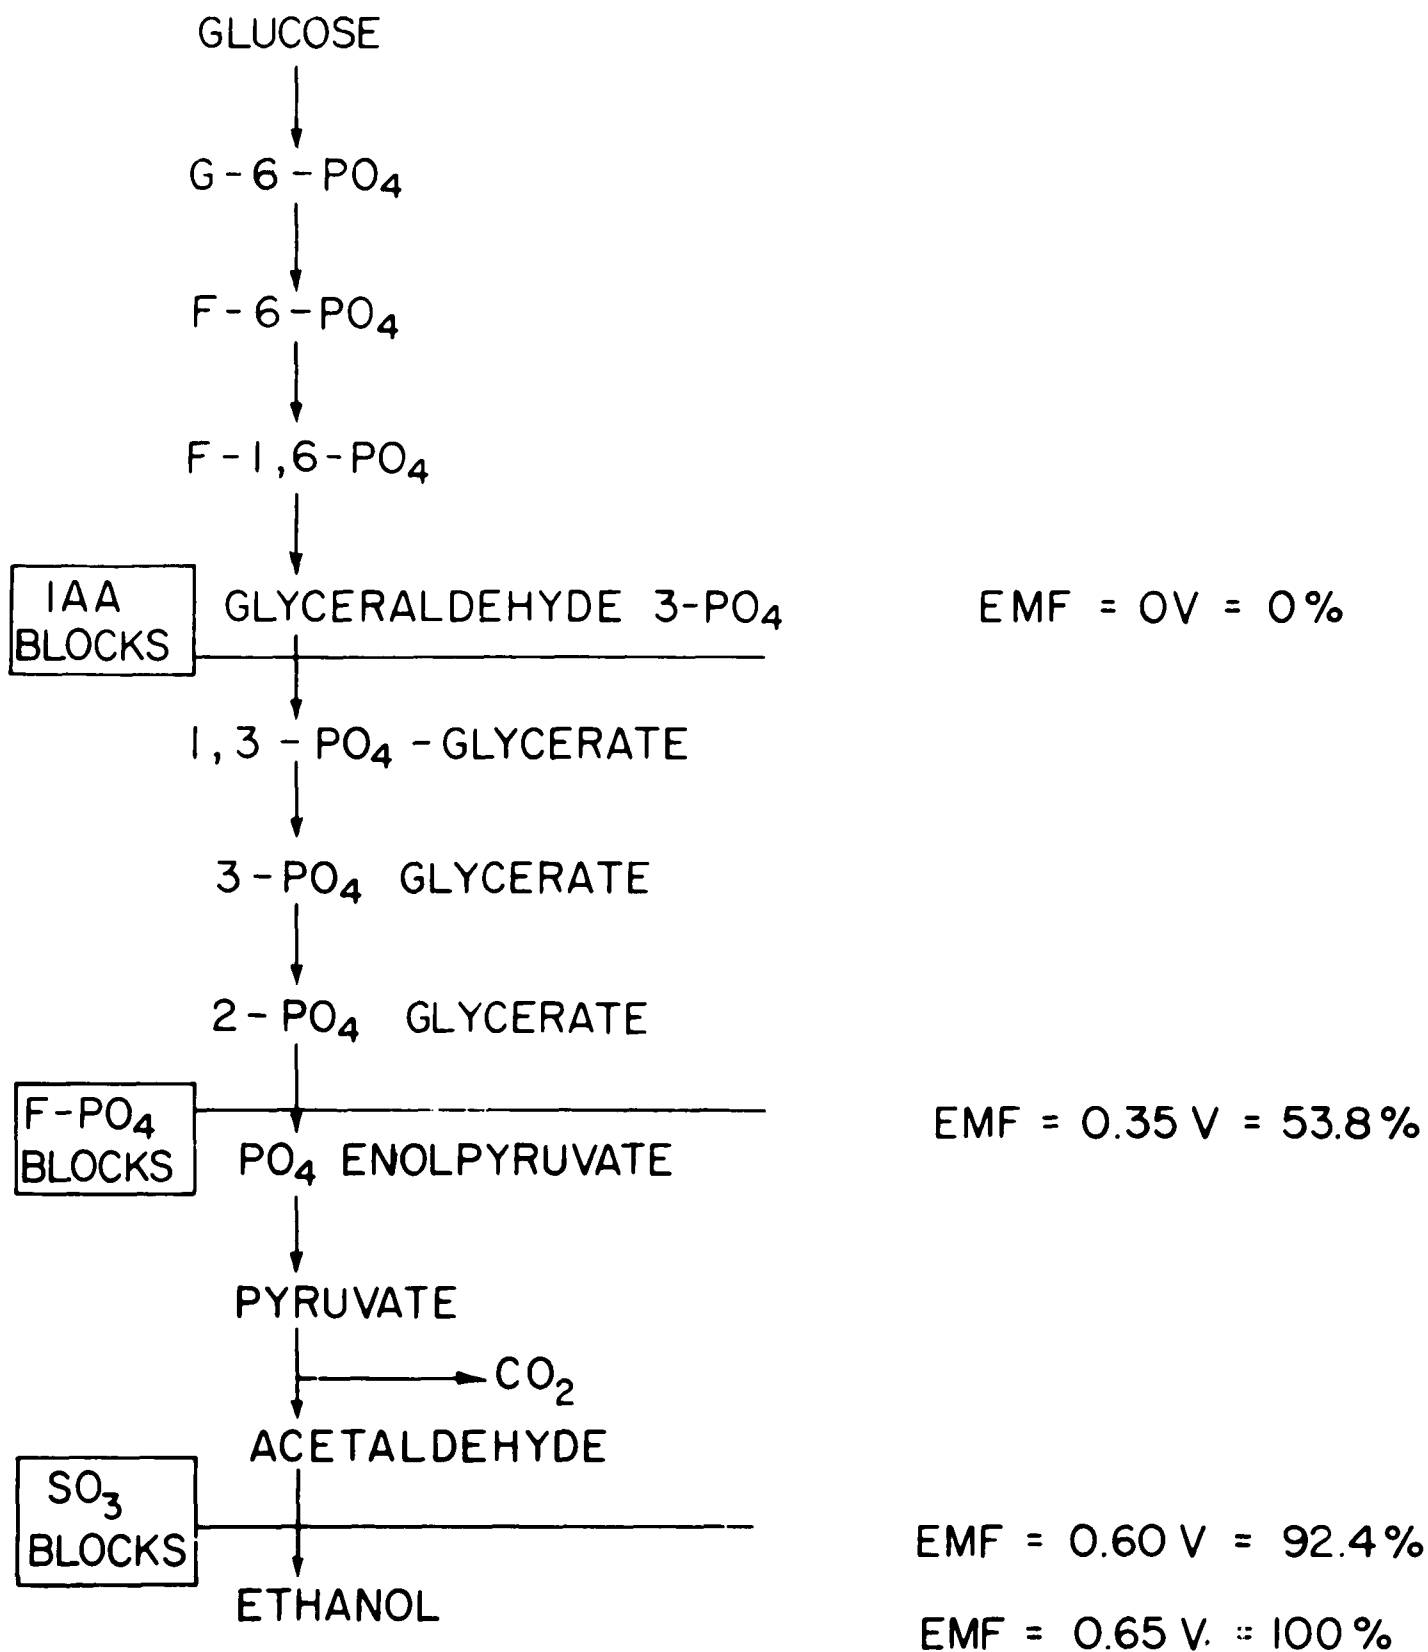 GLUCOSE
G-6-PO4
F-6-PO4
F-1,6-PO4
IAA
BLOCKS
GLYCERALDEHYDE 3-PO4
EMF = 0V = 0%
1,3-PO4-GLYCERATE
3-PO4 GLYCERATE
2-PO4 GLYCERATE
F-PO4
BLOCKS
EMF = 0.35 V = 53.8%
PO4 ENOLPYRUVATE
PYRUVATE
CO2
ACETALDEHYDE
SO3
BLOCKS
EMF = 0.60 V = 92.4%
ETHANOL
EMF = 0.65 V. = 100%